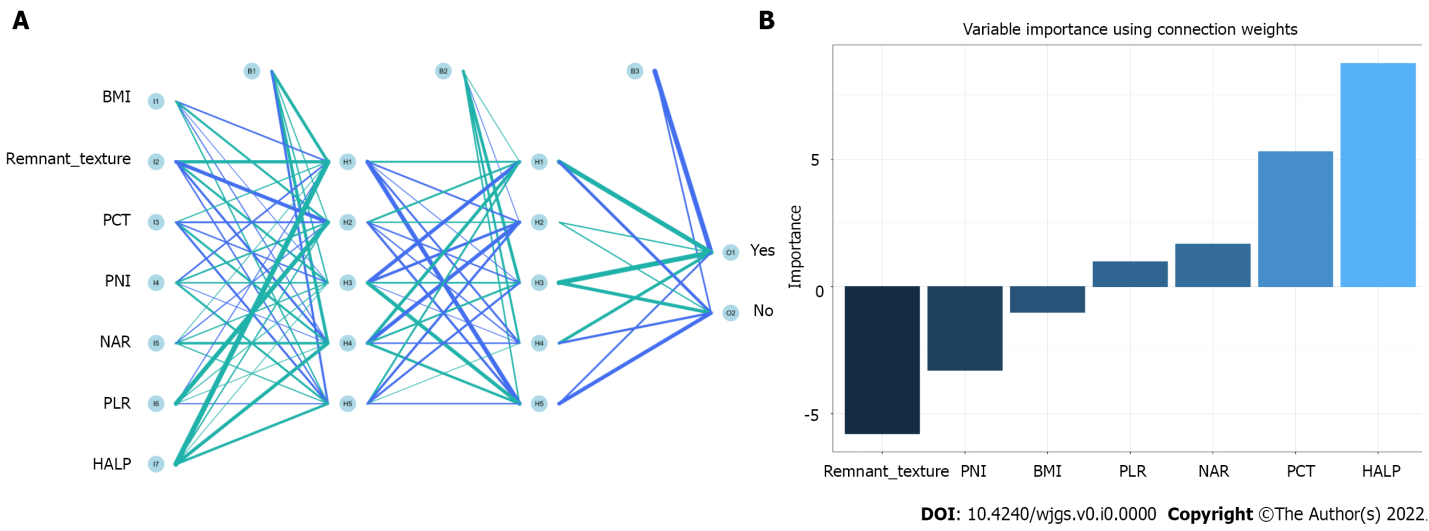 A
B1
B2
B3
BMI
I1
Remnant_texture
I2
H1
H1
PCT
I3
H2
H2
PNI
I4
H3
H3
NAR
I5
H4
H4
PLR
I6
H5
H5
HALP
I7
O1
Yes
O2
No
B
Variable importance using connection weights
Importance
5
0
-5
Remnant_texture PNI BMI PLR NAR PCT HALP
DOI: 10.4240/wjgs.v0.i0.0000 Copyright ©The Author(s) 2022.